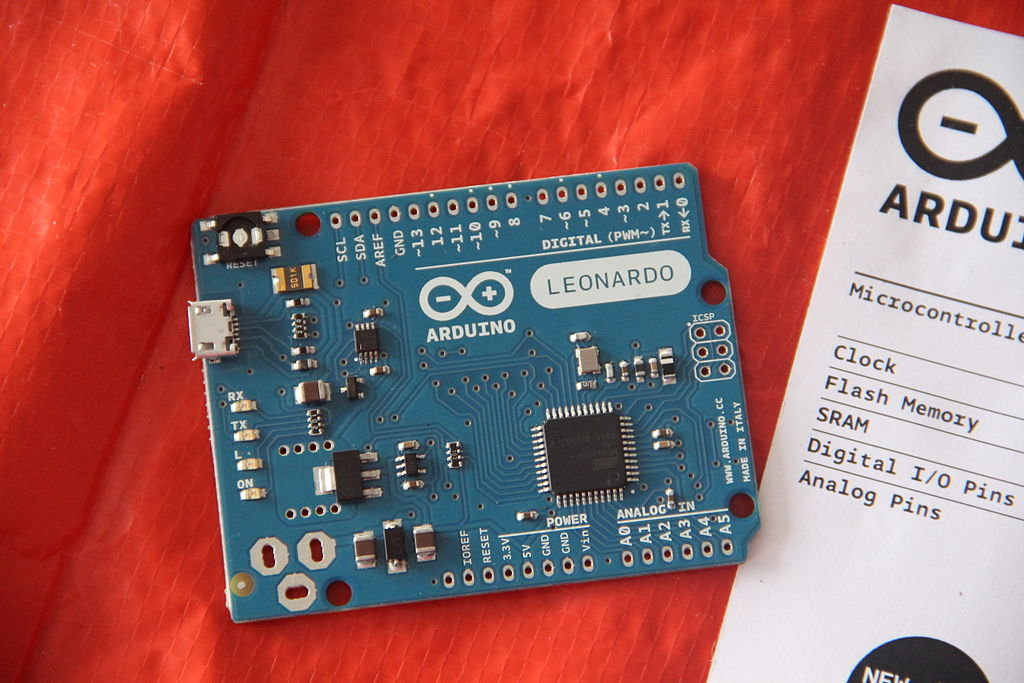 RESET
501K
SCL
SDA
AREF
GND
~13
12
~11
~10
~9
8
7
~6
~5
4
~3
2
TX→1
RX←0
DIGITAL (PWM~)
ARDUINO
™
LEONARDO
ICSP
RX
TX
L
ON
WWW.ARDUINO.CC
MADE IN ITALY
POWER
ANALOG IN
IOREF
RESET
3.3V
5V
GND
GND
Vin
A0
A1
A2
A3
A4
A5
Microcontrolle
Clock
Flash Memory
SRAM
Digital I/O Pins
Analog Pins
NEW